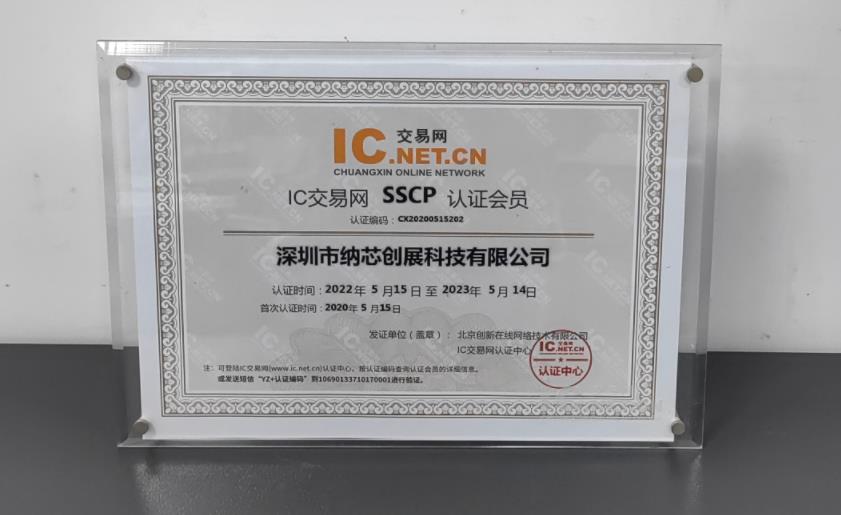 IC交易网
.NET.CN
CHUANGXIN ONLINE NETWORK
IC交易网 SSCP 认证会员
认证编码：CX20200515202
深圳市纳芯创展科技有限公司
认证时间：2022年 5月15日 至 2023年 5月14日
首次认证时间：2020年 5月15日
发证单位（盖章）：北京创新在线网络技术有限公司
IC交易网认证中心
IC交易网
.NET.CN
认证中心
注：可登陆IC交易网(www.ic.net.cn)认证中心，按认证编码查询认证会员的详细信息。
或发送短信“YZ+认证编码”到10690133710170001进行验证。